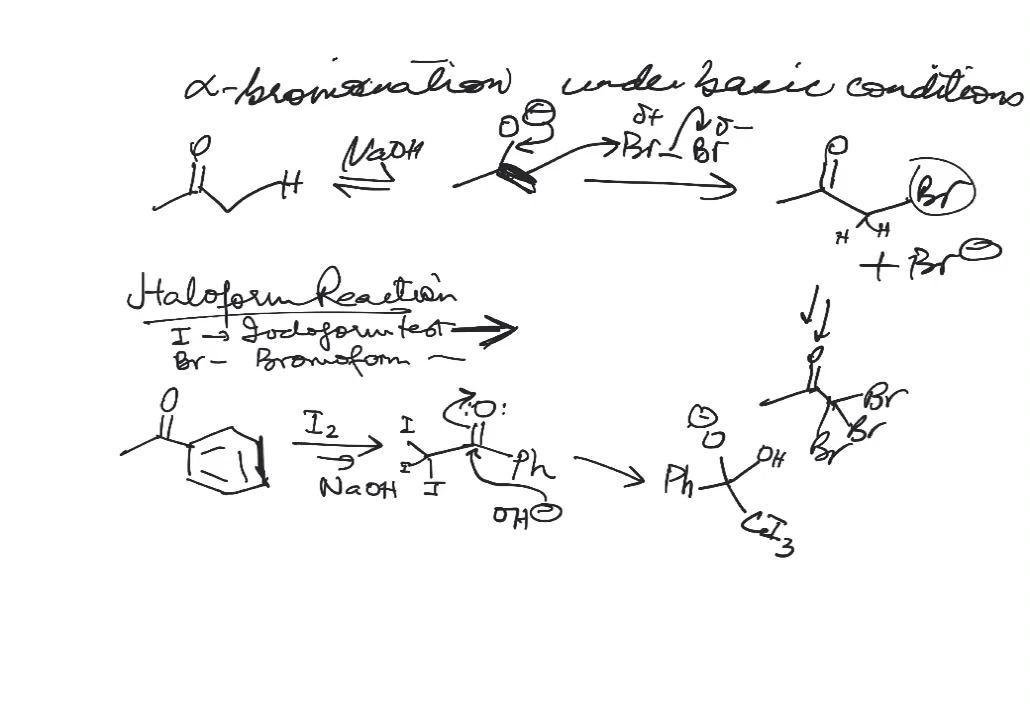 α-bromination under basic conditions
O H NaOH O ⊖ δ+ Br - Br δ- O Br
H H
+ Br ⊖
Haloform Reaction
I → Iodoform test →
Br - Bromoform —
O
Br
Br
Br
O I2 NaOH I I I :O: Ph OH ⊖ ⊖ O Ph OH CI3